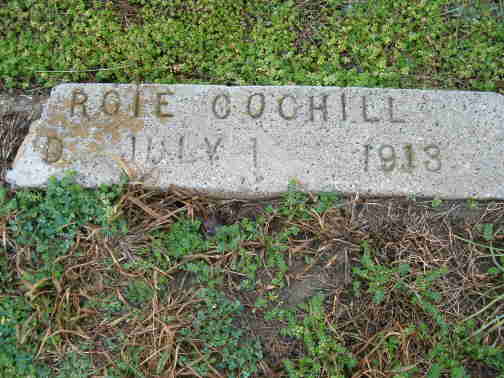 ROIE COCHILL
D. JULY 1 1913